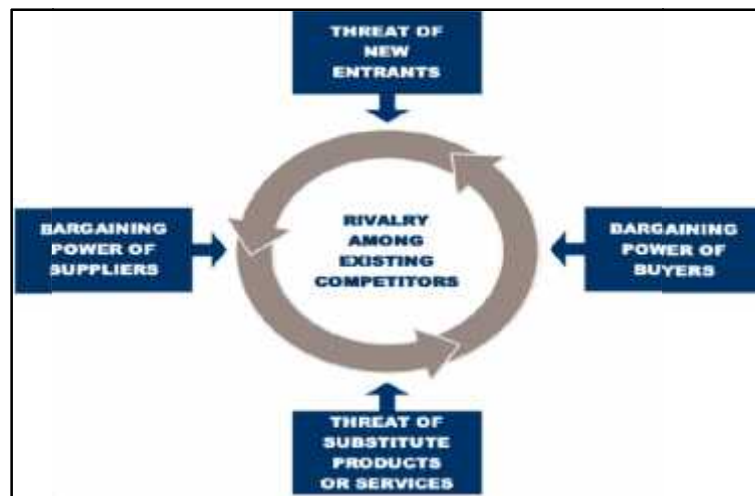 THREAT OF
NEW
ENTRANTS
BARGAINING
POWER OF
SUPPLIERS
RIVALRY
AMONG
EXISTING
COMPETITORS
BARGAINING
POWER OF
BUYERS
THREAT OF
SUBSTITUTE
PRODUCTS
OR SERVICES